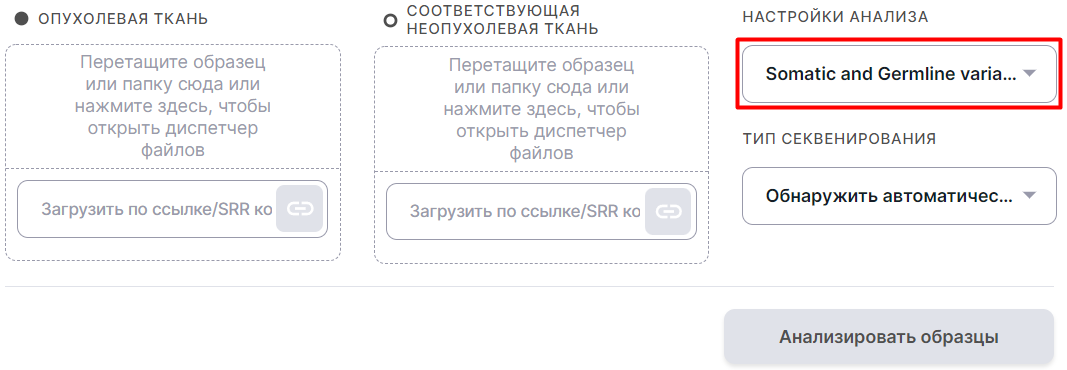 ОПУХОЛЕВАЯ ТКАНЬ
Перетащите образец
или папку сюда или
нажмите здесь, чтобы
открыть диспетчер
файлов
Загрузить по ссылке/SRR ко
СООТВЕТСТВУЮЩАЯ
НЕОПУХОЛЕВАЯ ТКАНЬ
Перетащите образец
или папку сюда или
нажмите здесь, чтобы
открыть диспетчер
файлов
Загрузить по ссылке/SRR ко
НАСТРОЙКИ АНАЛИЗА
Somatic and Germline varia...
ТИП СЕКВЕНИРОВАНИЯ
Обнаружить автоматичес...
Анализировать образцы